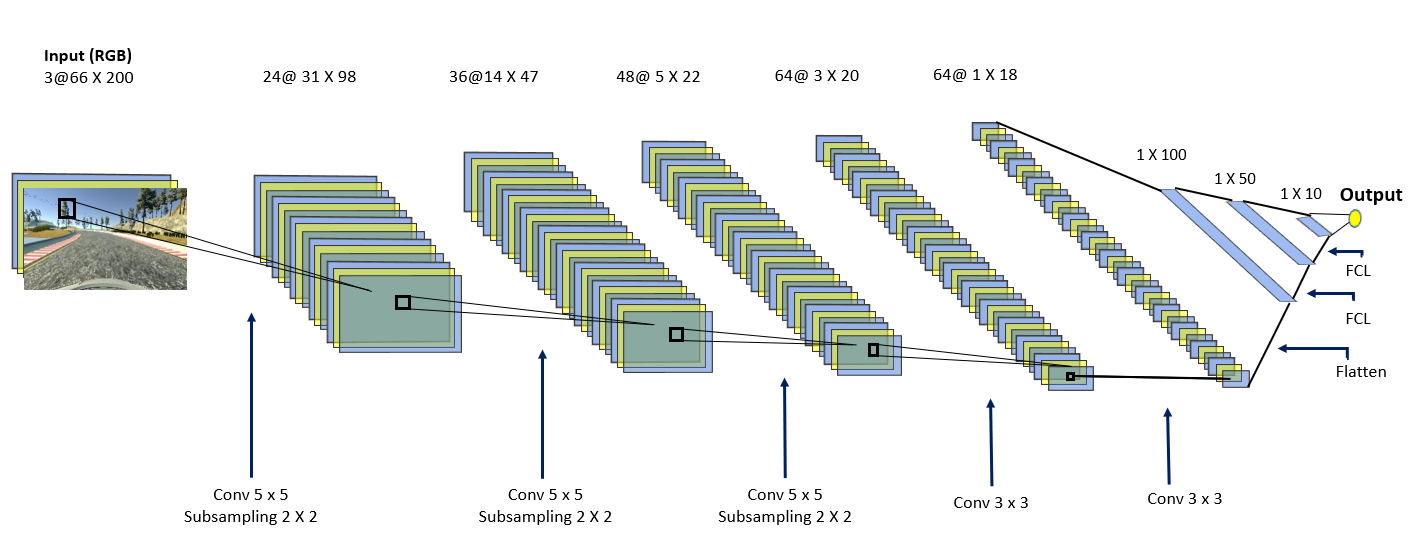 Input (RGB)
3@66 X 200
24@ 31 X 98
36@14 X 47
48@ 5 X 22
64@ 3 X 20
64@ 1 X 18
1 X 100
1 X 50
1 X 10
Output
FCL
FCL
Flatten
Conv 5 x 5
Subsampling 2 X 2
Conv 5 x 5
Subsampling 2 X 2
Conv 5 x 5
Subsampling 2 X 2
Conv 3 x 3
Conv 3 x 3